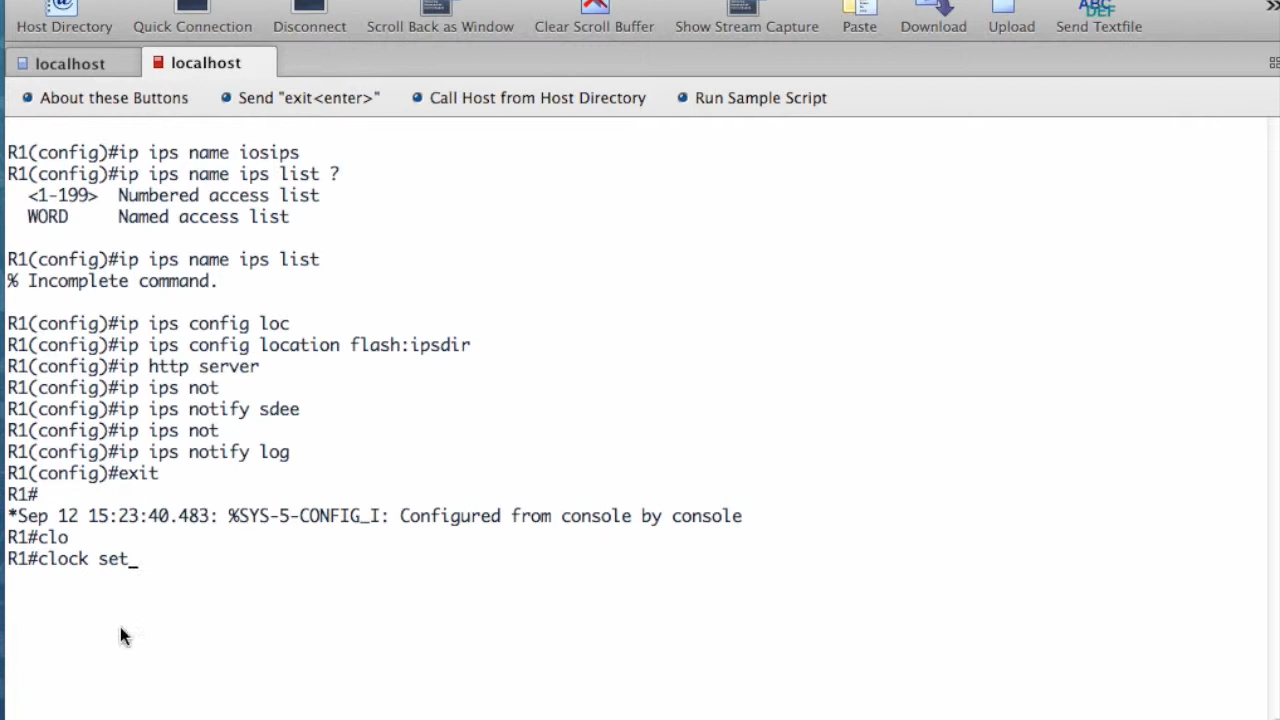 Host Directory Quick Connection Disconnect Scroll Back as Window Clear Scroll Buffer Show Stream Capture Paste Download Upload Send Textfile
localhost localhost
About these Buttons Send "exit<enter>" Call Host from Host Directory Run Sample Script
R1(config)#ip ips name iosips
R1(config)#ip ips name ips list ?
<1-199> Numbered access list
WORD Named access list
R1(config)#ip ips name ips list
% Incomplete command.
R1(config)#ip ips config loc
R1(config)#ip ips config location flash:ipsdir
R1(config)#ip http server
R1(config)#ip ips not
R1(config)#ip ips notify sdee
R1(config)#ip ips not
R1(config)#ip ips notify log
R1(config)#exit
R1#
*Sep 12 15:23:40.483: %SYS-5-CONFIG_I: Configured from console by console
R1#clo
R1#clock set_